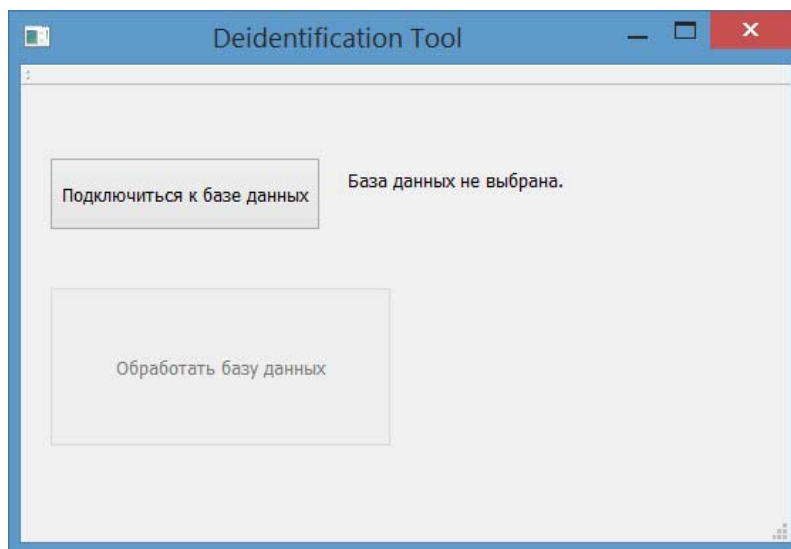 Deidentification Tool
Подключиться к базе данных
База данных не выбрана.
Обработать базу данных